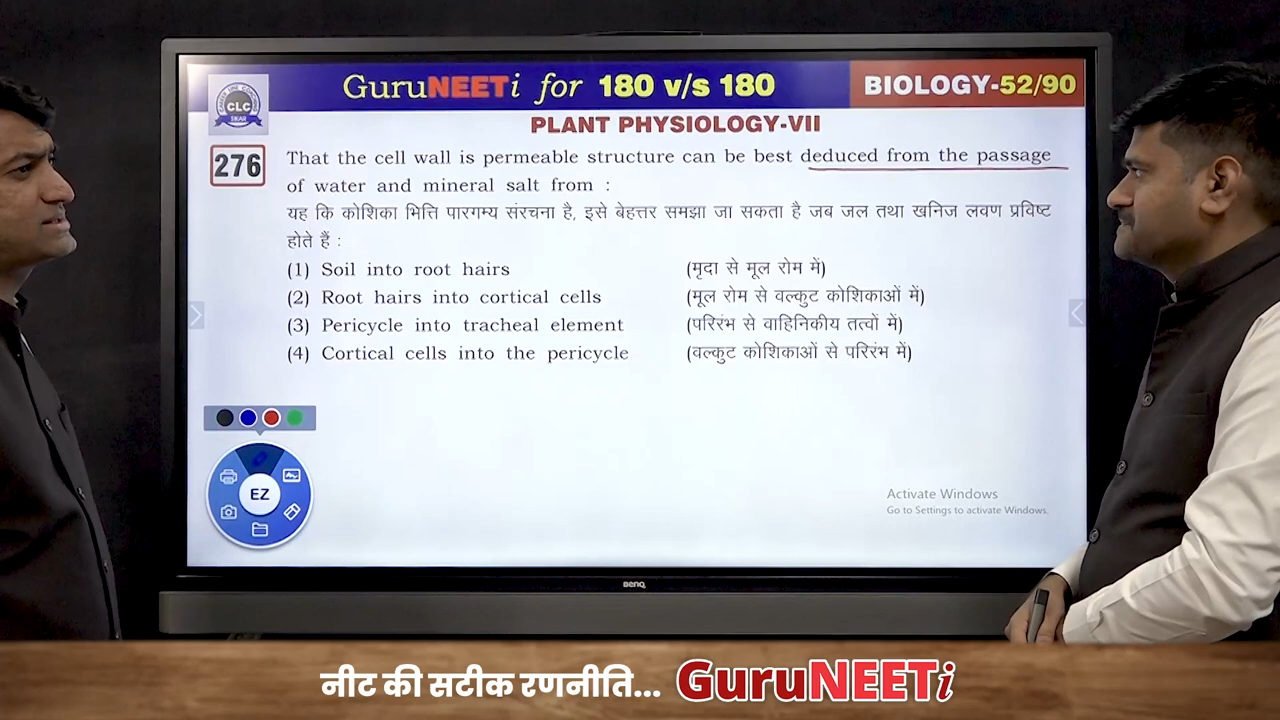 GuruNEETi for 180 v/s 180
BIOLOGY-52/90
CLC
SIKAR
PLANT PHYSIOLOGY-VII
276
That the cell wall is permeable structure can be best deduced from the passage
of water and mineral salt from :
यह कि कोशिका भित्ति पारगम्य संरचना है, इसे बेहत्तर समझा जा सकता है जब जल तथा खनिज लवण प्रविष्ट
होते हैं :
(1) Soil into root hairs (मृदा से मूल रोम में)
(2) Root hairs into cortical cells (मूल रोम से वल्कुट कोशिकाओं में)
(3) Pericycle into tracheal element (परिरंभ से वाहिनिकीय तत्वों में)
(4) Cortical cells into the pericycle (वल्कुट कोशिकाओं से परिरंभ में)
EZ
Activate Windows
Go to Settings to activate Windows.
BENQ
नीट की सटीक रणनीति... GuruNEETi